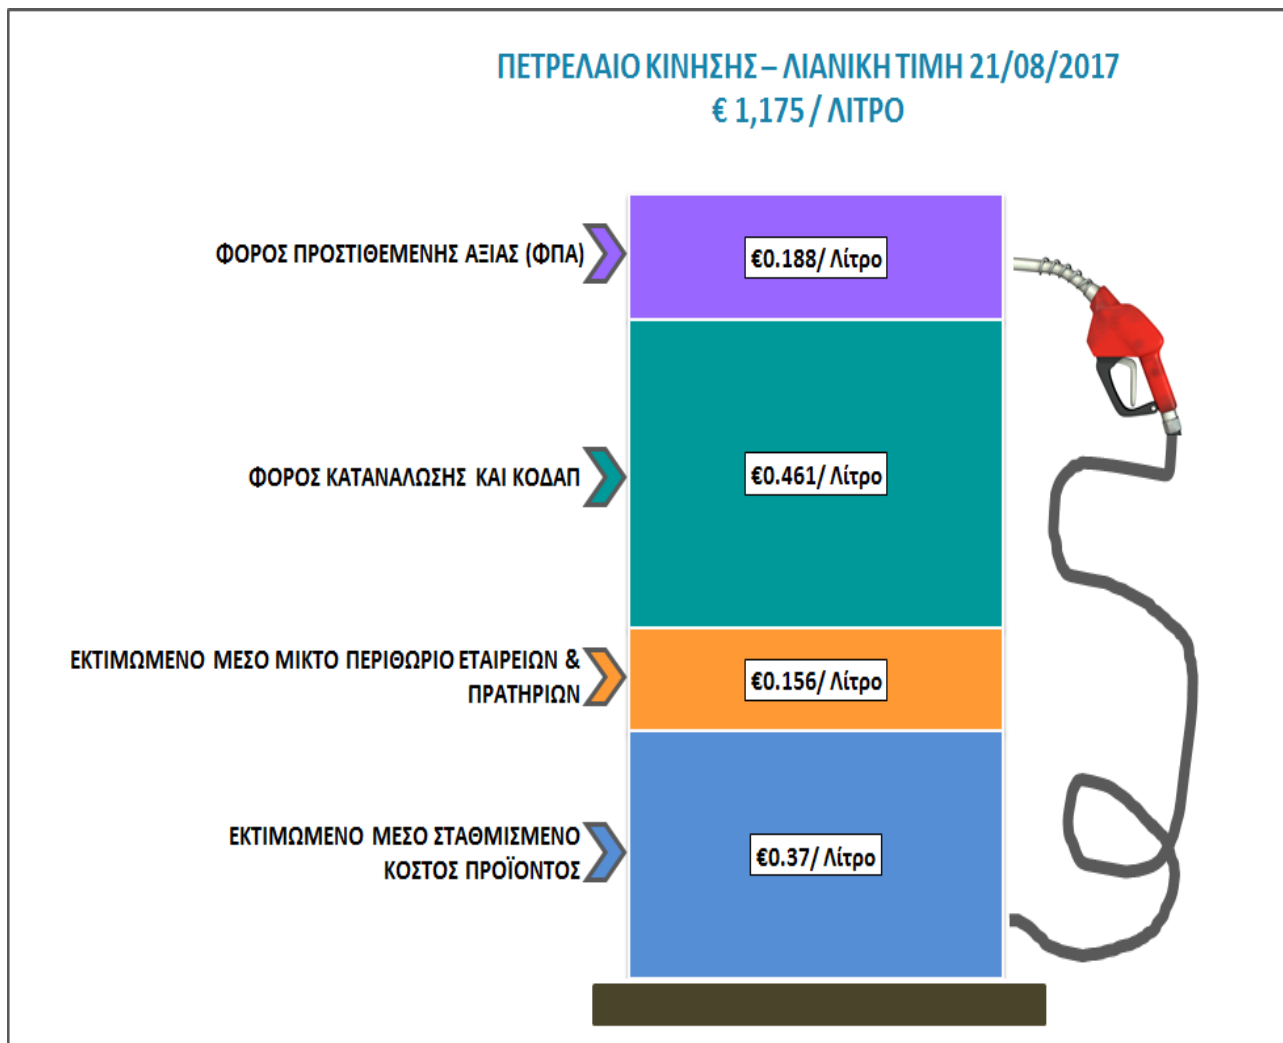 ΠΕΤΡΕΛΑΙΟ ΚΙΝΗΣΗΣ – ΛΙΑΝΙΚΗ ΤΙΜΗ 21/08/2017
€ 1,175 / ΛΙΤΡΟ
ΦΟΡΟΣ ΠΡΟΣΤΙΘΕΜΕΝΗΣ ΑΞΙΑΣ (ΦΠΑ)
€0.188/ Λίτρο
ΦΟΡΟΣ ΚΑΤΑΝΑΛΩΣΗΣ ΚΑΙ ΚΟΔΑΠ
€0.461/ Λίτρο
ΕΚΤΙΜΩΜΕΝΟ ΜΕΣΟ ΜΙΚΤΟ ΠΕΡΙΘΩΡΙΟ ΕΤΑΙΡΕΙΩΝ &
ΠΡΑΤΗΡΙΩΝ
€0.156/ Λίτρο
ΕΚΤΙΜΩΜΕΝΟ ΜΕΣΟ ΣΤΑΘΜΙΣΜΕΝΟ
ΚΟΣΤΟΣ ΠΡΟΪΟΝΤΟΣ
€0.37/ Λίτρο